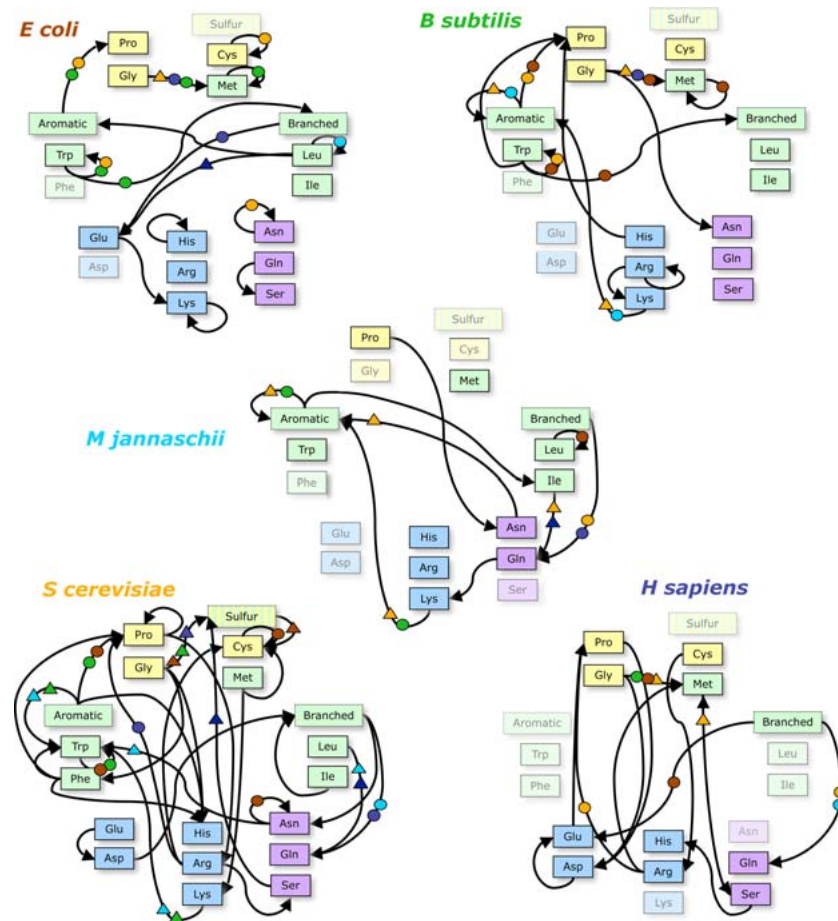 E coli
Sulfur
Pro
Cys
Gly
Met
Aromatic
Branched
Trp
Leu
Phe
Ile
Glu
His
Asn
Asp
Arg
Gln
Lys
Ser
B subtilis
Sulfur
Pro
Cys
Gly
Met
Aromatic
Branched
Trp
Leu
Phe
Ile
Glu
His
Asn
Asp
Arg
Gln
Lys
Ser
M jannaschii
Sulfur
Pro
Cys
Gly
Met
Aromatic
Branched
Trp
Leu
Phe
Ile
Glu
His
Asn
Asp
Arg
Gln
Lys
Ser
S cerevisiae
Sulfur
Pro
Cys
Gly
Met
Aromatic
Branched
Trp
Leu
Phe
Ile
Glu
His
Asn
Asp
Arg
Gln
Lys
Ser
H sapiens
Sulfur
Pro
Cys
Gly
Met
Aromatic
Branched
Trp
Leu
Phe
Ile
Glu
His
Asn
Asp
Arg
Gln
Lys
Ser